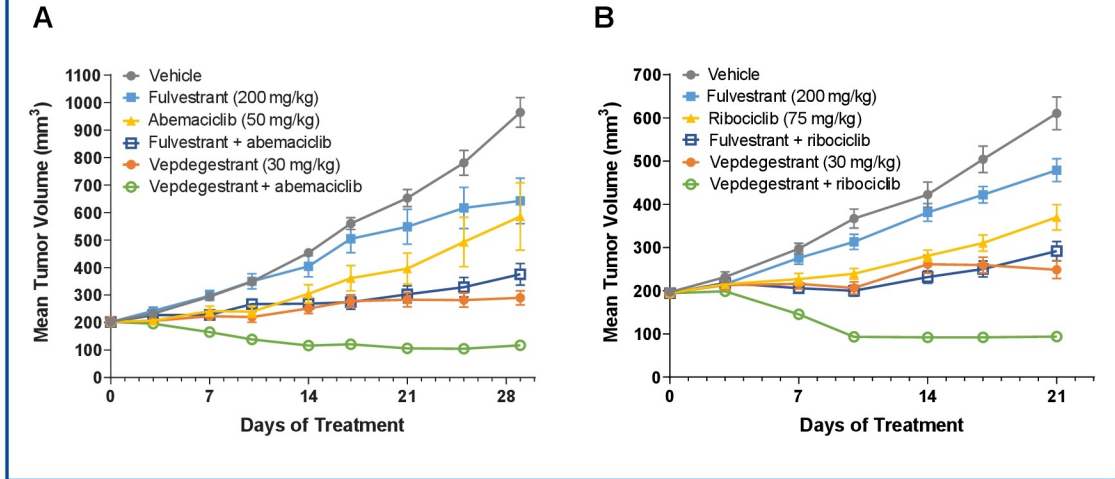 A
Mean Tumor Volume (mm³)
1100
1000
900
800
700
600
500
400
300
200
100
0
Vehicle
Fulvestrant (200 mg/kg)
Abemaciclib (50 mg/kg)
Fulvestrant + abemaciclib
Vepdegestrant (30 mg/kg)
Vepdegestrant + abemaciclib
0 7 14 21 28
Days of Treatment
B
Mean Tumor Volume (mm³)
700
600
500
400
300
200
100
0
Vehicle
Fulvestrant (200 mg/kg)
Ribociclib (75 mg/kg)
Fulvestrant + ribociclib
Vepdegestrant (30 mg/kg)
Vepdegestrant + ribociclib
0 7 14 21
Days of Treatment